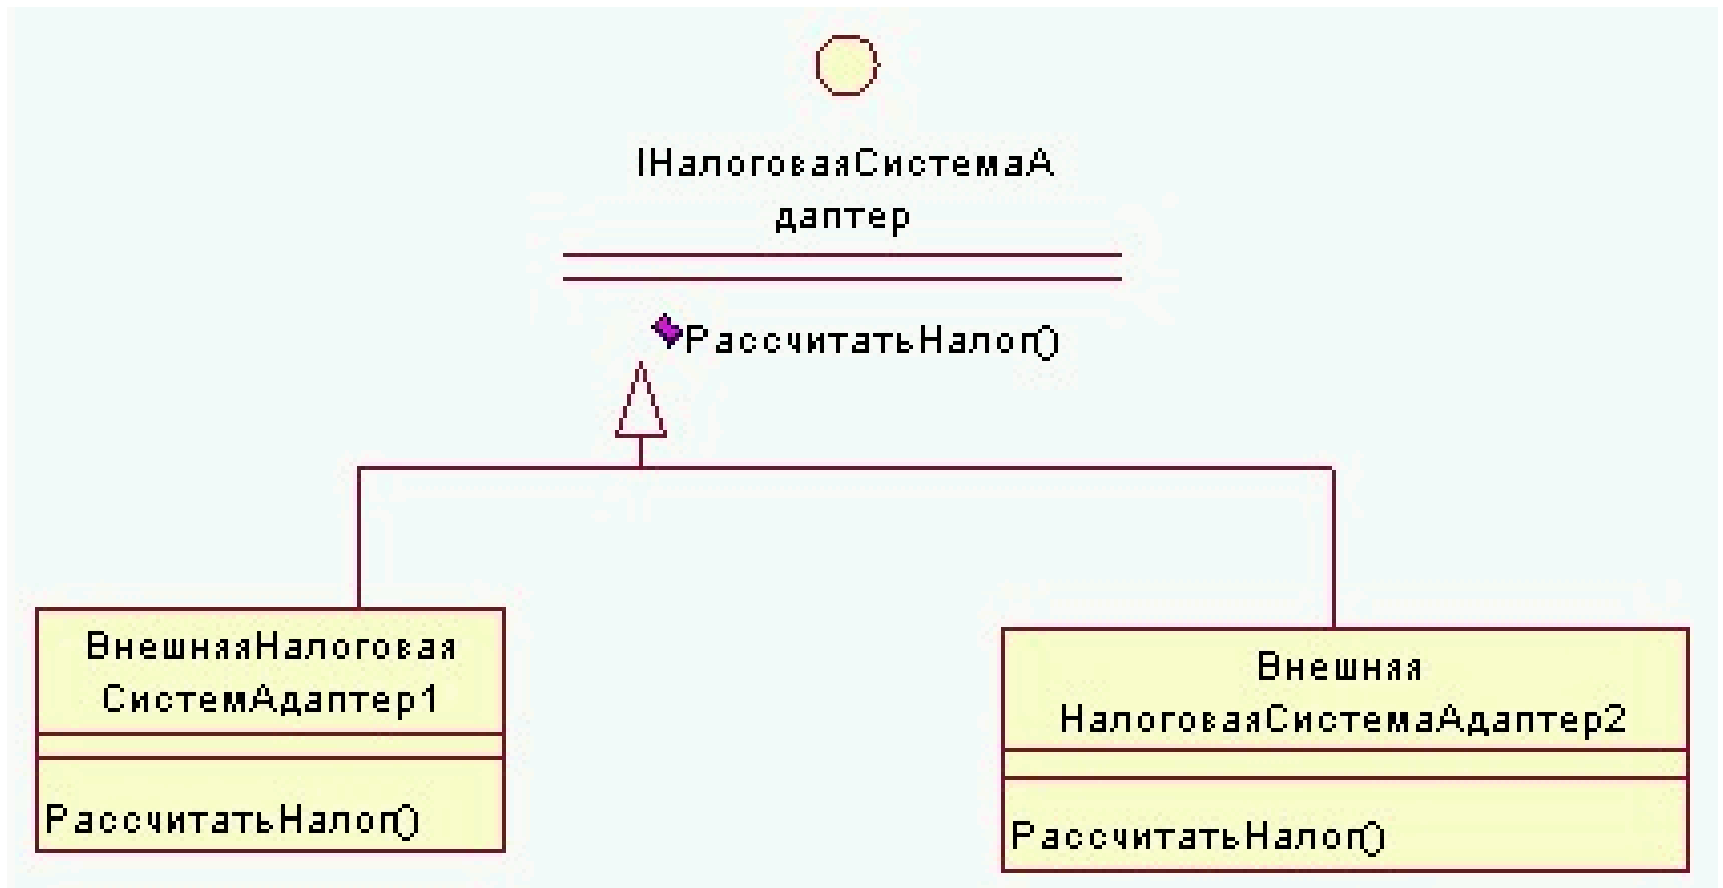 IНалоговаяСистемаА
даптер
РассчитатьНалог()
ВнешняяНалоговая
СистемАдаптер1
РассчитатьНалог()
Внешняя
НалоговаяСистемаАдаптер2
РассчитатьНалог()